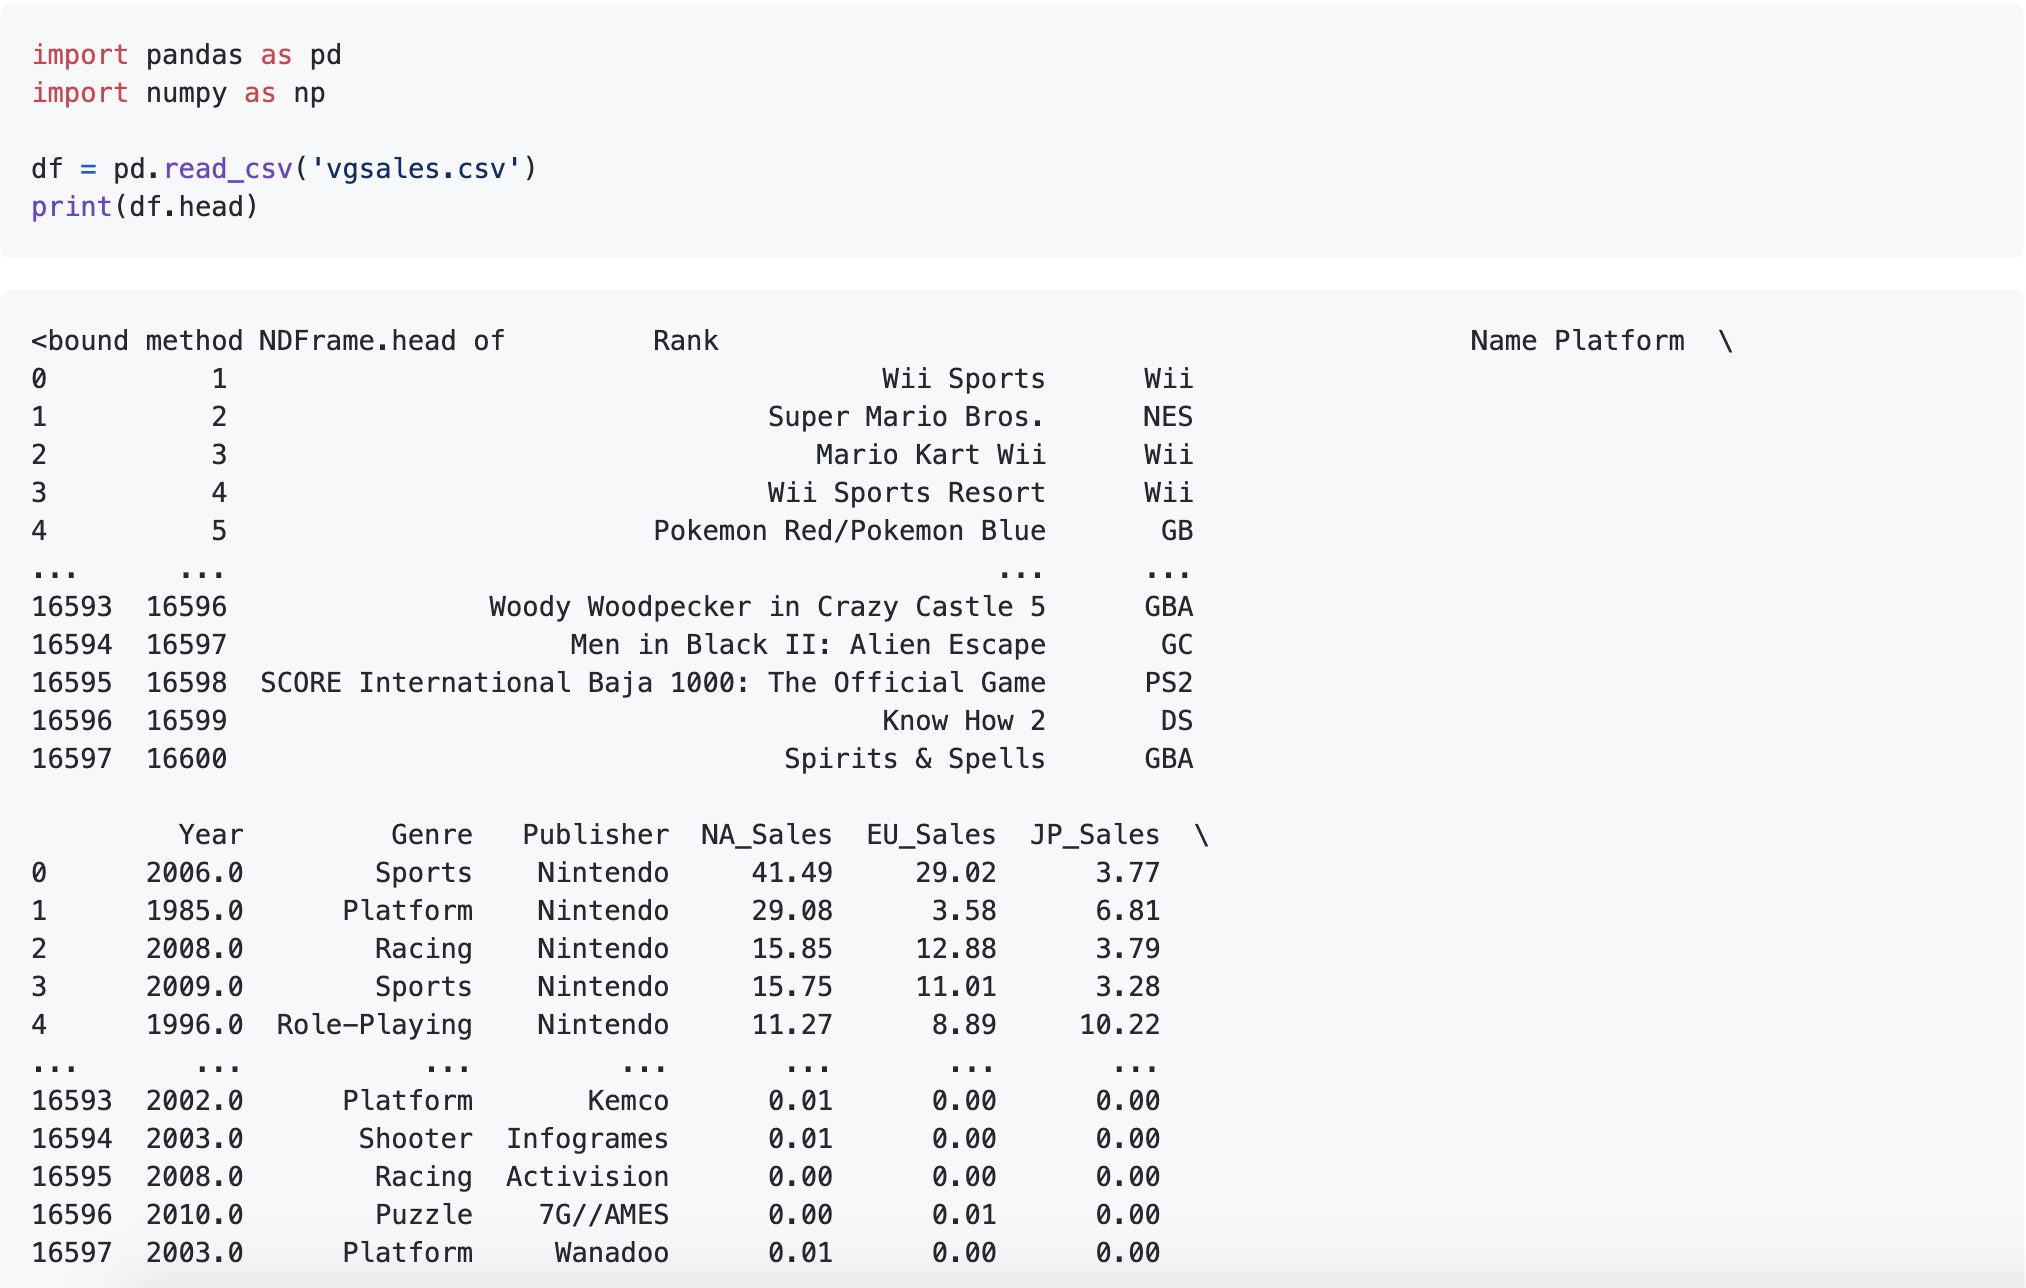 import pandas as pd
import numpy as np
df = pd.read_csv('vgsales.csv')
print(df.head)
<bound method NDFrame.head of         Rank                                              Name Platform  \
0          1                                        Wii Sports      Wii
1          2                                 Super Mario Bros.      NES
2          3                                    Mario Kart Wii      Wii
3          4                                 Wii Sports Resort      Wii
4          5                          Pokemon Red/Pokemon Blue       GB
...      ...                                               ...      ...
16593  16596                Woody Woodpecker in Crazy Castle 5      GBA
16594  16597                     Men in Black II: Alien Escape       GC
16595  16598  SCORE International Baja 1000: The Official Game      PS2
16596  16599                                        Know How 2       DS
16597  16600                                  Spirits & Spells      GBA
         Year         Genre   Publisher  NA_Sales  EU_Sales  JP_Sales  \
0      2006.0        Sports    Nintendo     41.49     29.02      3.77
1      1985.0      Platform    Nintendo     29.08      3.58      6.81
2      2008.0        Racing    Nintendo     15.85     12.88      3.79
3      2009.0        Sports    Nintendo     15.75     11.01      3.28
4      1996.0  Role-Playing    Nintendo     11.27      8.89     10.22
...       ...           ...         ...       ...       ...       ...
16593  2002.0      Platform       Kemco      0.01      0.00      0.00
16594  2003.0       Shooter  Infogrames      0.01      0.00      0.00
16595  2008.0        Racing  Activision      0.00      0.00      0.00
16596  2010.0        Puzzle    7G//AMES      0.00      0.01      0.00
16597  2003.0      Platform     Wanadoo      0.01      0.00      0.00